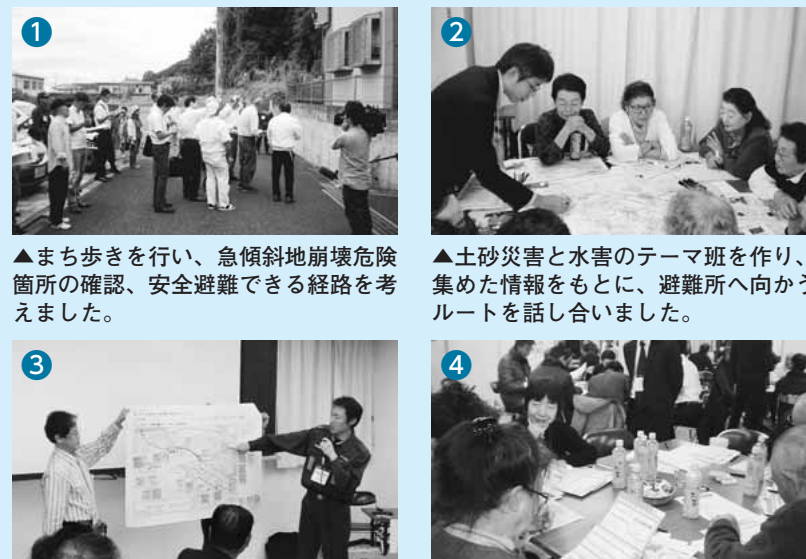 1
▲まち歩きを行い、急傾斜地崩壊危険
箇所の確認、安全避難できる経路を考
えました。
2
▲土砂災害と水害のテーマ班を作り、
集めた情報をもとに、避難所へ向かう
ルートを話し合いました。
3
4